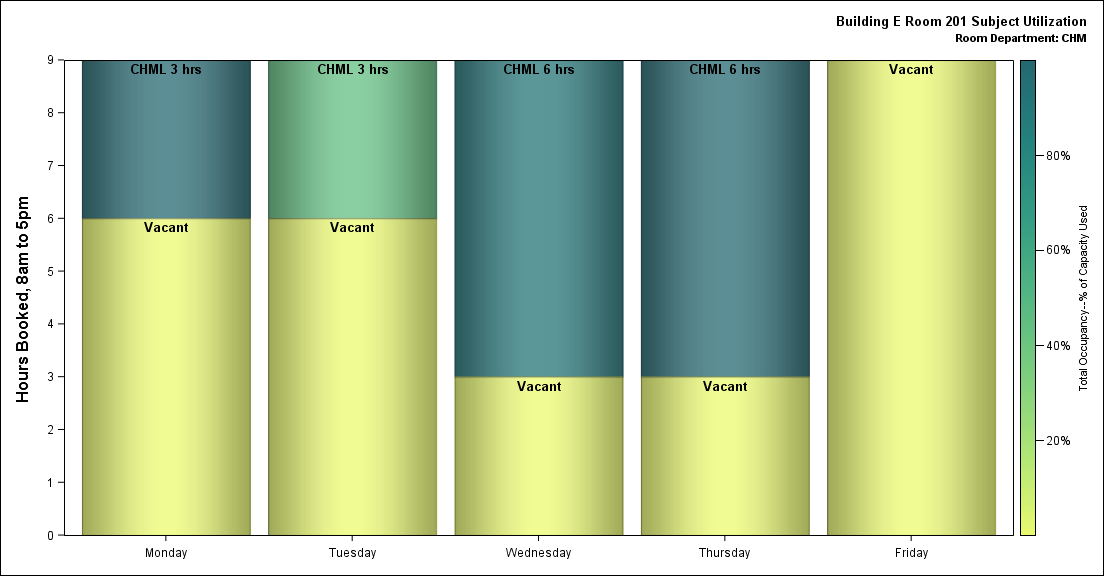 Building E Room 201 Subject Utilization
Room Department: CHM
Hours Booked, 8am to 5pm
9
8
7
6
5
4
3
2
1
0
CHML 3 hrs
CHML 3 hrs
CHML 6 hrs
CHML 6 hrs
Vacant
Vacant
Vacant
Vacant
Vacant
Monday
Tuesday
Wednesday
Thursday
Friday
80%
60%
40%
20%
Total Occupancy--% of Capacity Used